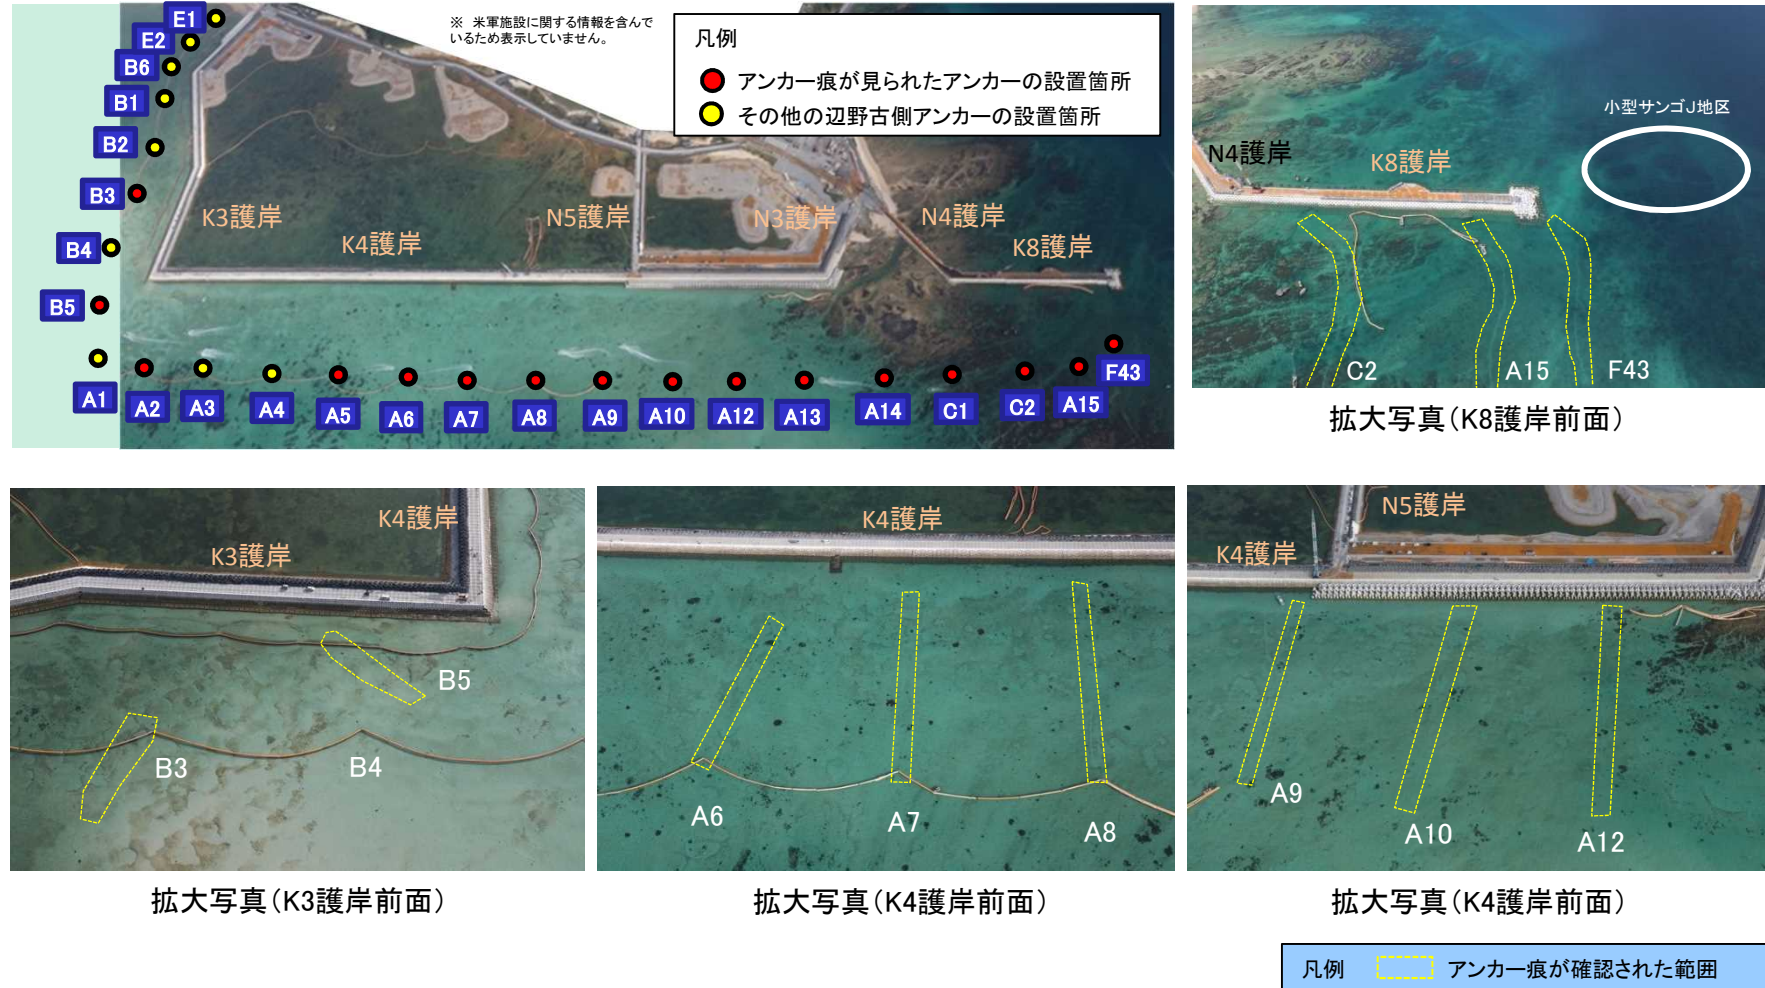 ※ 米軍施設に関する情報を含んで
いるため表示していません。
凡例
アンカー痕が見られたアンカーの設置箇所
その他の辺野古側アンカーの設置箇所
E1
E2
B6
B1
B2
B3
B4
B5
A1
A2
A3
A4
A5
A6
A7
A8
A9
A10
A12
A13
A14
C1
C2
A15
F43
K3護岸
K4護岸
N5護岸
N3護岸
N4護岸
K8護岸
小型サンゴJ地区
N4護岸
K8護岸
C2
A15
F43
拡大写真(K8護岸前面)
K4護岸
K3護岸
B5
B3
B4
拡大写真(K3護岸前面)
K4護岸
A6
A7
A8
拡大写真(K4護岸前面)
N5護岸
K4護岸
A9
A10
A12
拡大写真(K4護岸前面)
凡例
アンカー痕が確認された範囲